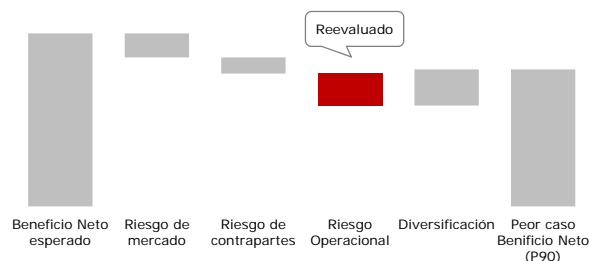 Reevaluado
Beneficio Neto
esperado
Riesgo de
mercado
Riesgo de
contrapartes
Riesgo
Operacional
Diversificación
Peor caso
Benificio Neto
(P90)